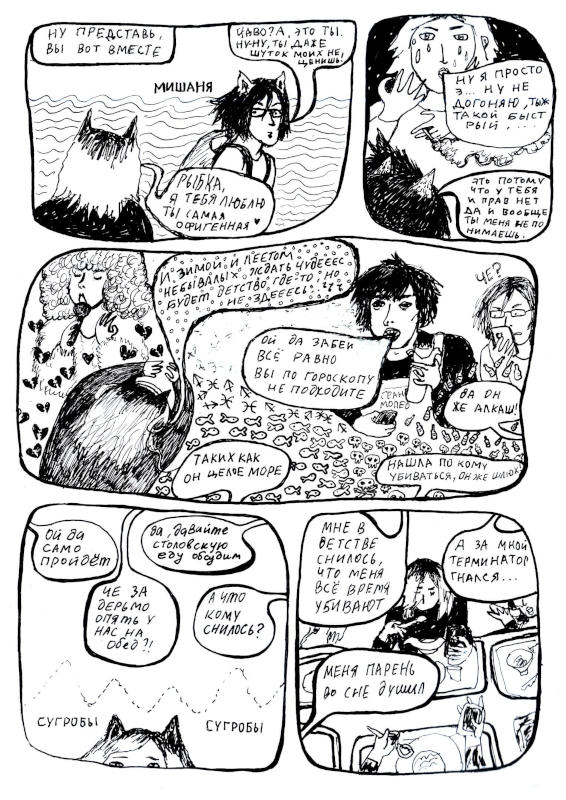 НУ ПРЕДСТАВЬ,
ВЫ ВОТ ВМЕСТЕ
ЧАВО?А, ЭТО ТЫ.
НУ-НУ, ТЫ ДАЖЕ
ШУТОК МОИХ НЕ
ЦЕНИШЬ.
МИШАНЯ
РЫБКА,
Я ТЕБЯ ЛЮБЛЮ
ТЫ САМАЯ
ОФИГЕННАЯ ♥
НУ Я ПРОСТО
Э... НУ НЕ
ДОГОНЯЮ, ТЫЖ
ТАКОЙ БЫСТ
РЫЙ , ...
ЭТО ПОТОМУ
ЧТО У ТЕБЯ
И ПРАВ НЕТ
ДА И ВООБЩЕ
ТЫ МЕНЯ НЕ ПО
НИМАЕШЬ.
И ЗИМОЙ, И ЛЕЕТОМ
НЕБЫВАЛЫХ ЖДАТЬ ЧУДЕЕЕС
БУДЕТ ДЕТСТВО ГДЕ-ТО, НО
НЕ ЗДЕЕЕСЬ
ОЙ ДА ЗАБЕЙ
ВСЁ РАВНО
ВЫ ПО ГОРОСКОПУ
НЕ ПОДХОДИТЕ
ЧЕ?
ДА ОН
ЖЕ АЛКАШ!
ТАКИХ КАК
ОН ЦЕЛОЕ МОРЕ
НАШЛА ПО КОМУ
УБИВАТЬСЯ, ОН ЖЕ
ОЙ ДА
САМО
ПРОЙДЁТ
ДА, ДАВАЙТЕ
СТОЛОВСКУЮ
ЕДУ ОБСУДИМ
ЧЕ ЗА
ДЕРЬМО
ОПЯТЬ У
НАС НА
ОБЕД?!!
А ЧТО
КОМУ
СНИЛОСЬ?
СУГРОБЫ
СУГРОБЫ
МНЕ В
ДЕТСТВЕ
СНИЛОСЬ,
ЧТО МЕНЯ
ВСЁ ВРЕМЯ
УБИВАЮТ
А ЗА МНОЙ
ТЕРМИНАТОР
ГНАЛСЯ...
МЕНЯ ПАРЕНЬ
ВО СНЕ ДУШИЛ